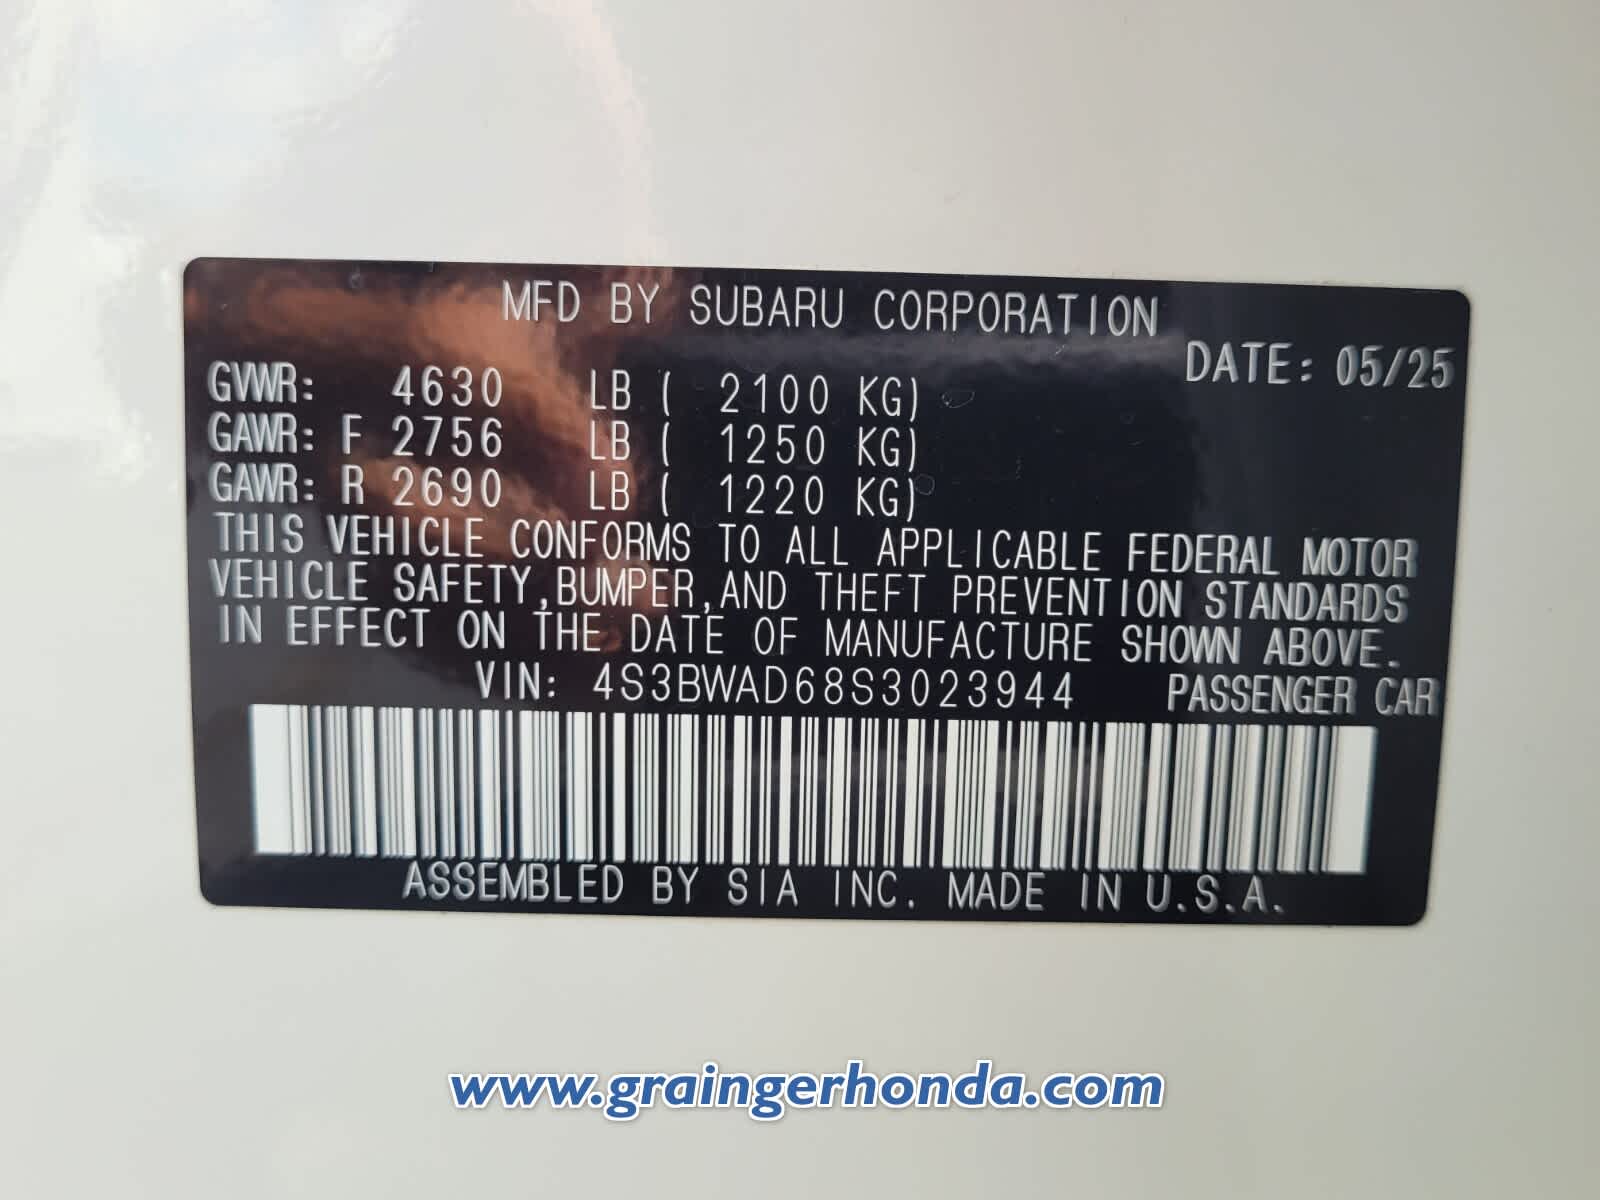 MFD BY SUBARU CORPORATION
DATE: 05/25
GVWR: 4630 LB ( 2100 KG)
GAWR: F 2756 LB ( 1250 KG)
GAWR: R 2690 LB ( 1220 KG)
THIS VEHICLE CONFORMS TO ALL APPLICABLE FEDERAL MOTOR
VEHICLE SAFETY,BUMPER,AND THEFT PREVENTION STANDARDS
IN EFFECT ON THE DATE OF MANUFACTURE SHOWN ABOVE.
VIN: 4S3BWAD68S3023944 PASSENGER CAR
ASSEMBLED BY SIA INC. MADE IN U.S.A.
www.graingerhonda.com